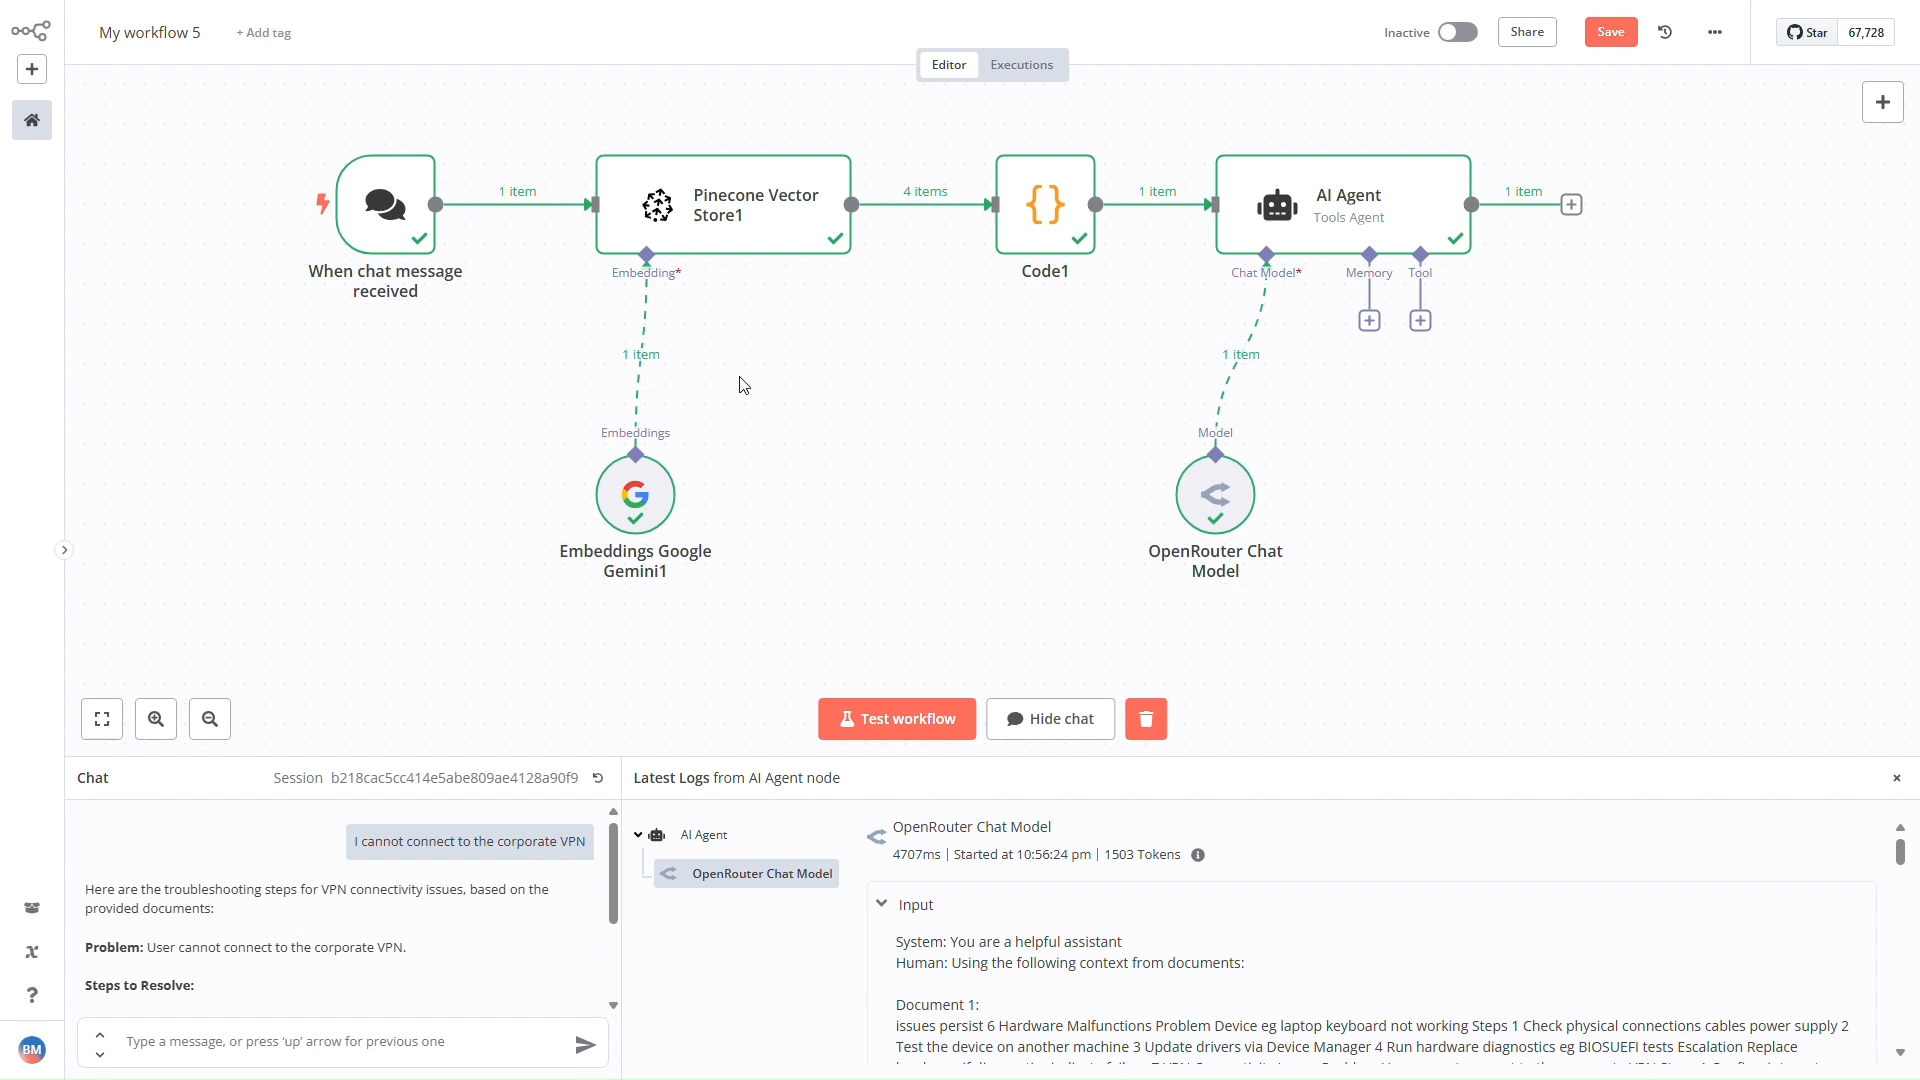 My workflow 5
+ Add tag
Inactive
Share
Save
Star
67,728
Editor
Executions
1 item
Pinecone Vector
Store1
4 items
{}
1 item
AI Agent
Tools Agent
1 item
When chat message
received
Embedding*
Code1
Chat Model*
Memory
Tool
1 item
1 item
Embeddings
Model
Embeddings Google
Gemini1
OpenRouter Chat
Model
Test workflow
Hide chat
Chat
Session b218cac5cc414e5abe809ae4128a90f9
Latest Logs from AI Agent node
I cannot connect to the corporate VPN
Here are the troubleshooting steps for VPN connectivity issues, based on the
provided documents:
Problem: User cannot connect to the corporate VPN.
Steps to Resolve:
Type a message, or press 'up' arrow for previous one
BM
AI Agent
OpenRouter Chat Model
OpenRouter Chat Model
4707ms | Started at 10:56:24 pm | 1503 Tokens
Input
System: You are a helpful assistant
Human: Using the following context from documents:
Document 1:
issues persist 6 Hardware Malfunctions Problem Device eg laptop keyboard not working Steps 1 Check physical connections cables power supply 2
Test the device on another machine 3 Update drivers via Device Manager 4 Run hardware diagnostics eg BIOSUEFI tests Escalation Replace